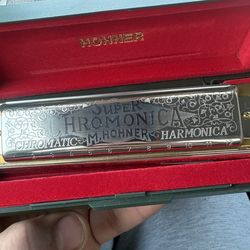 HOHNER
SUPER
CHROMONICA
CHROMATIC M. HOHNER HARMONICA